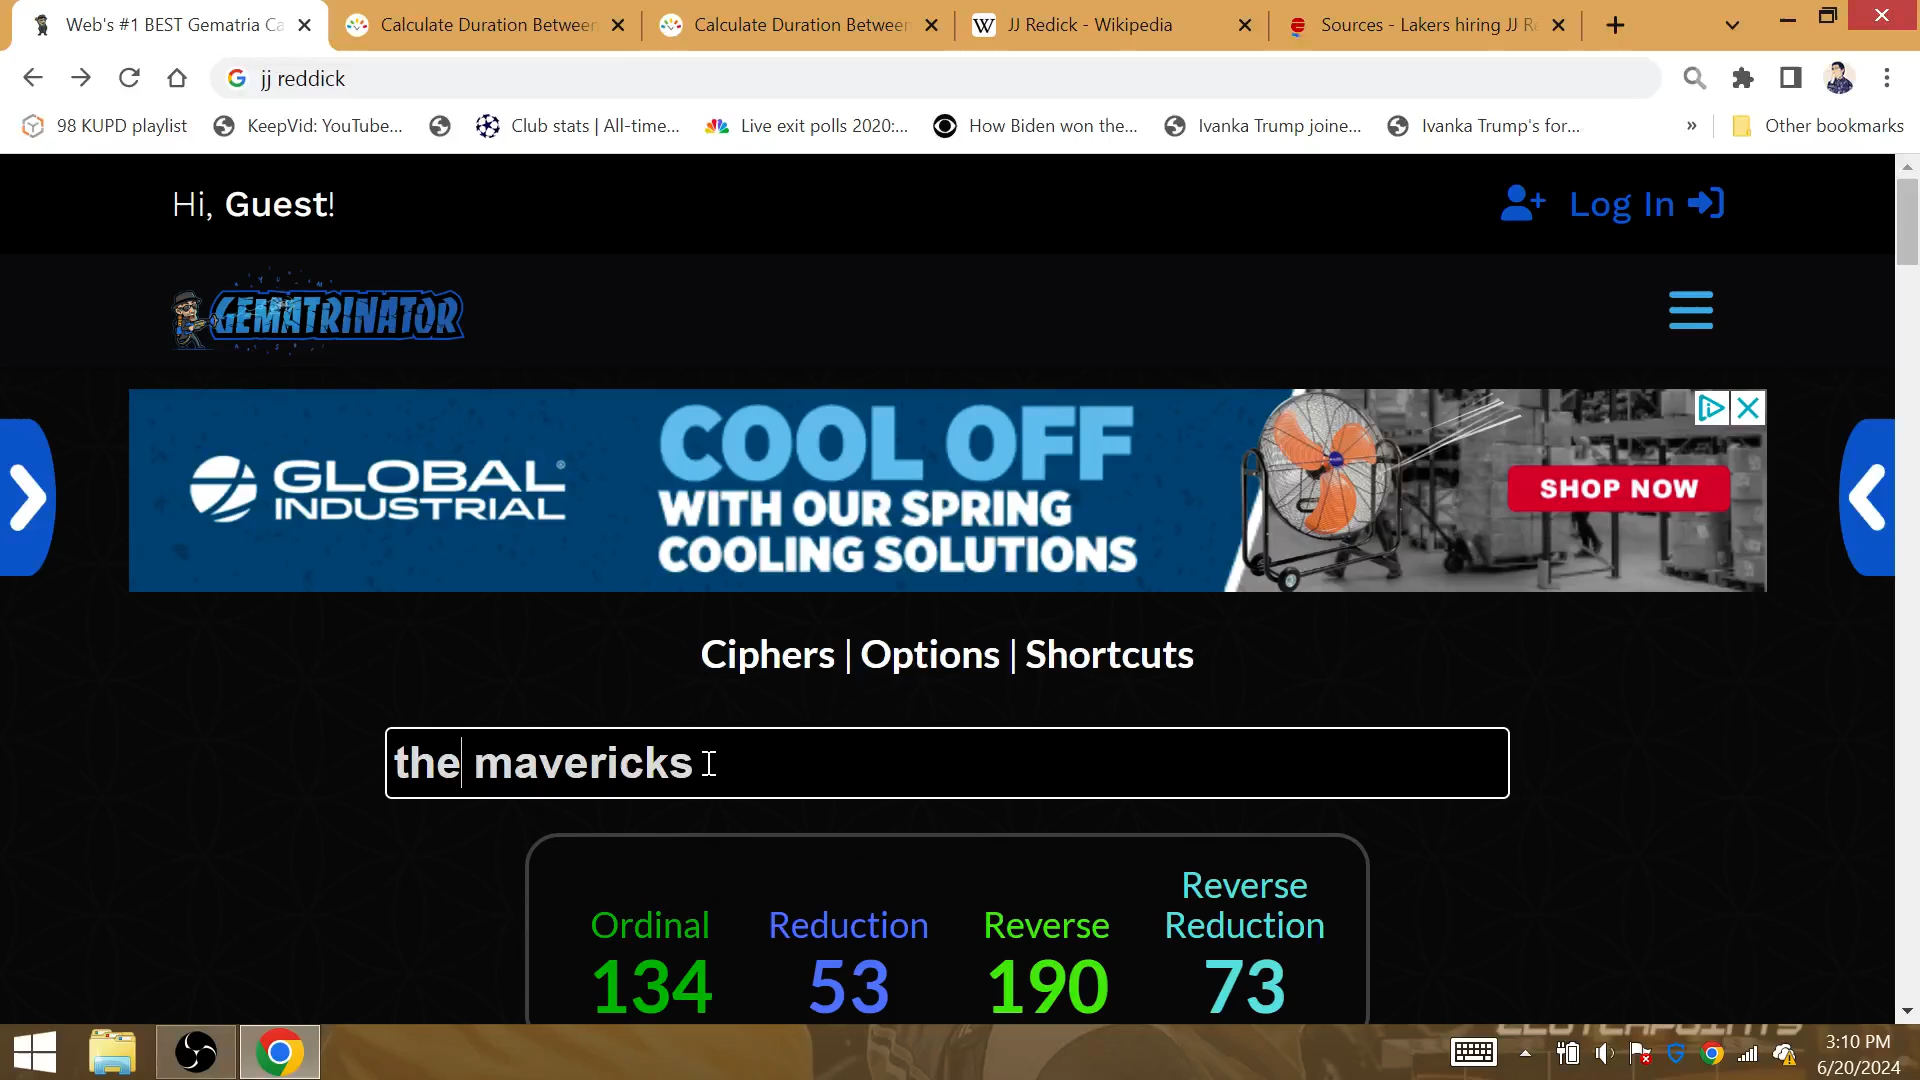 Web's #1 BEST Gematria Ca
Calculate Duration Between
Calculate Duration Between
JJ Redick - Wikipedia
Sources - Lakers hiring JJ Re
jj reddick
98 KUPD playlist
KeepVid: YouTube...
Club stats | All-time...
Live exit polls 2020:...
How Biden won the...
Ivanka Trump joine...
Ivanka Trump's for...
»
Other bookmarks
Hi, Guest!
Log In
GEMATRINATOR
GLOBAL INDUSTRIAL®
COOL OFF
WITH OUR SPRING
COOLING SOLUTIONS
SHOP NOW
Ciphers | Options | Shortcuts
the mavericks
Ordinal
134
Reduction
53
Reverse
190
Reverse
Reduction
73
CLUTCHPOINTS
3:10 PM
6/20/2024